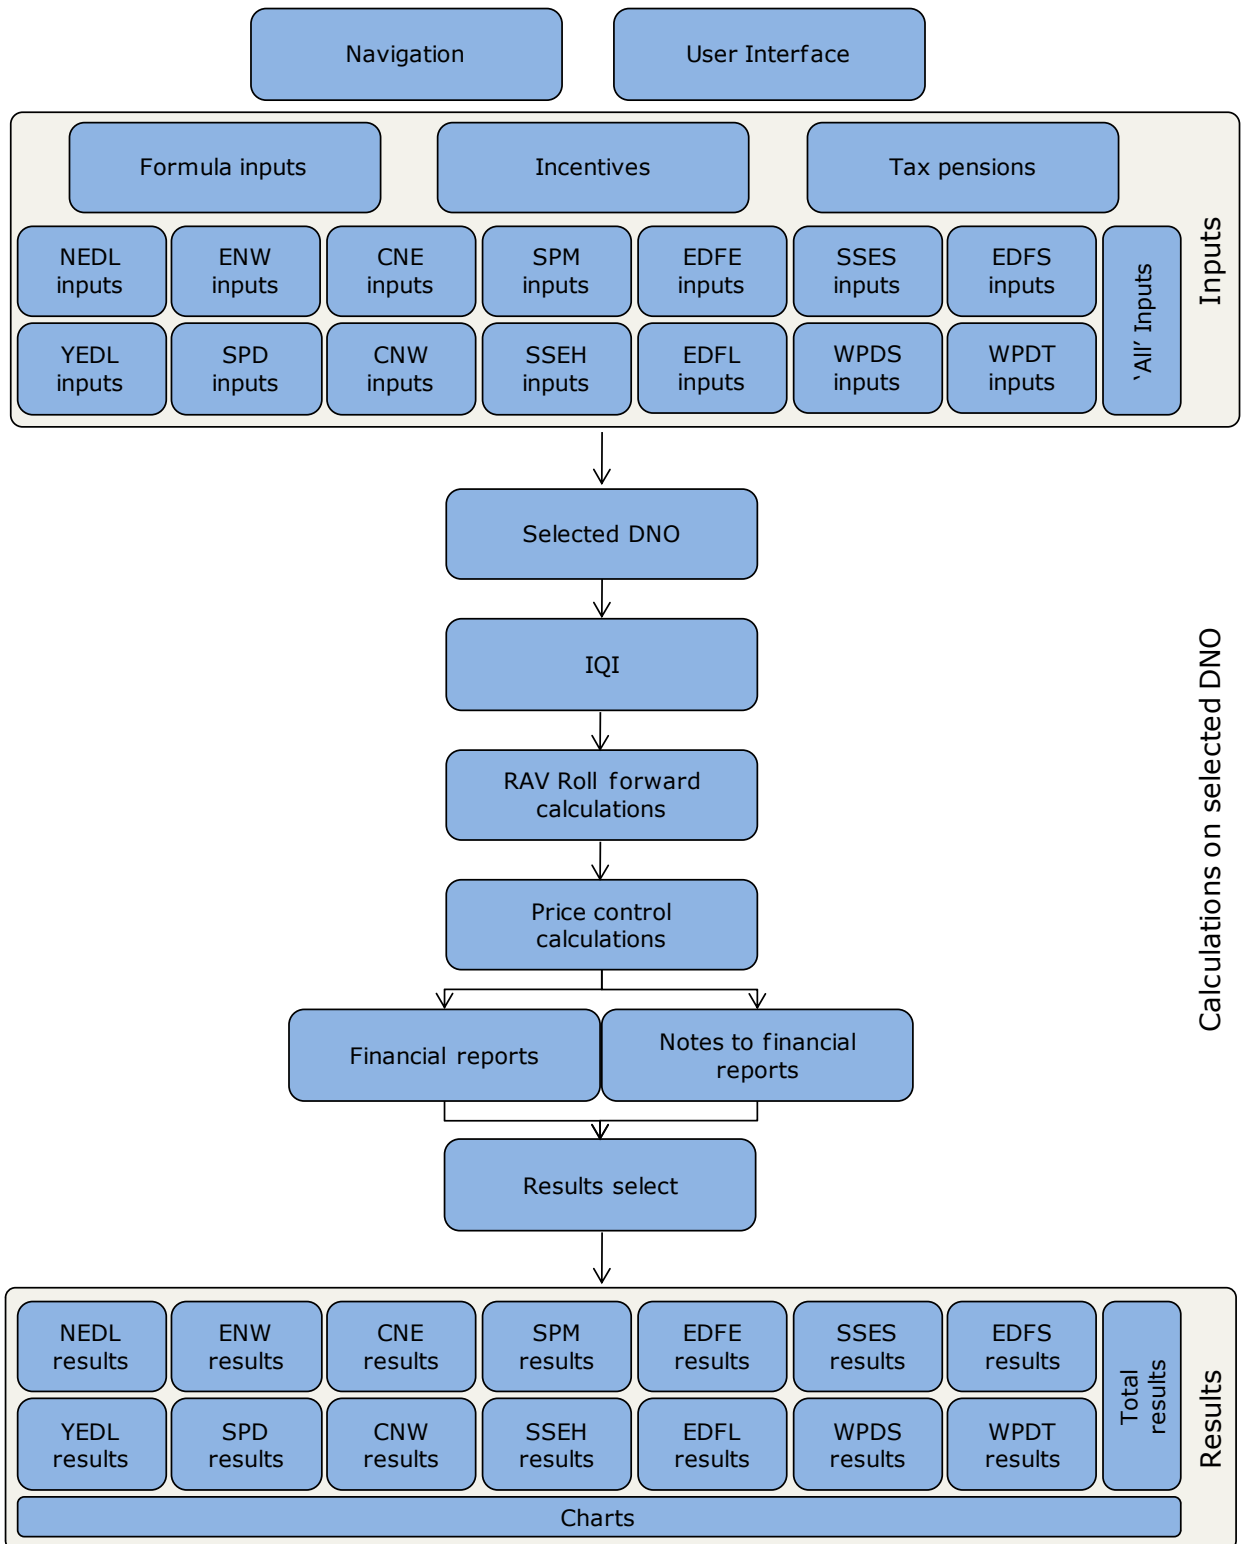 Navigation
User Interface
Formula inputs
Incentives
Tax pensions
NEDL
inputs
ENW
inputs
CNE
inputs
SPM
inputs
EDFE
inputs
SSES
inputs
EDFS
inputs
YEDL
inputs
SPD
inputs
CNW
inputs
SSEH
inputs
EDFL
inputs
WPDS
inputs
WPDT
inputs
‘All’ Inputs
Inputs
Selected DNO
IQI
RAV Roll forward
calculations
Price control
calculations
Financial reports
Notes to financial
reports
Results select
Calculations on selected DNO
NEDL
results
ENW
results
CNE
results
SPM
results
EDFE
results
SSES
results
EDFS
results
YEDL
results
SPD
results
CNW
results
SSEH
results
EDFL
results
WPDS
results
WPDT
results
Total
results
Results
Charts